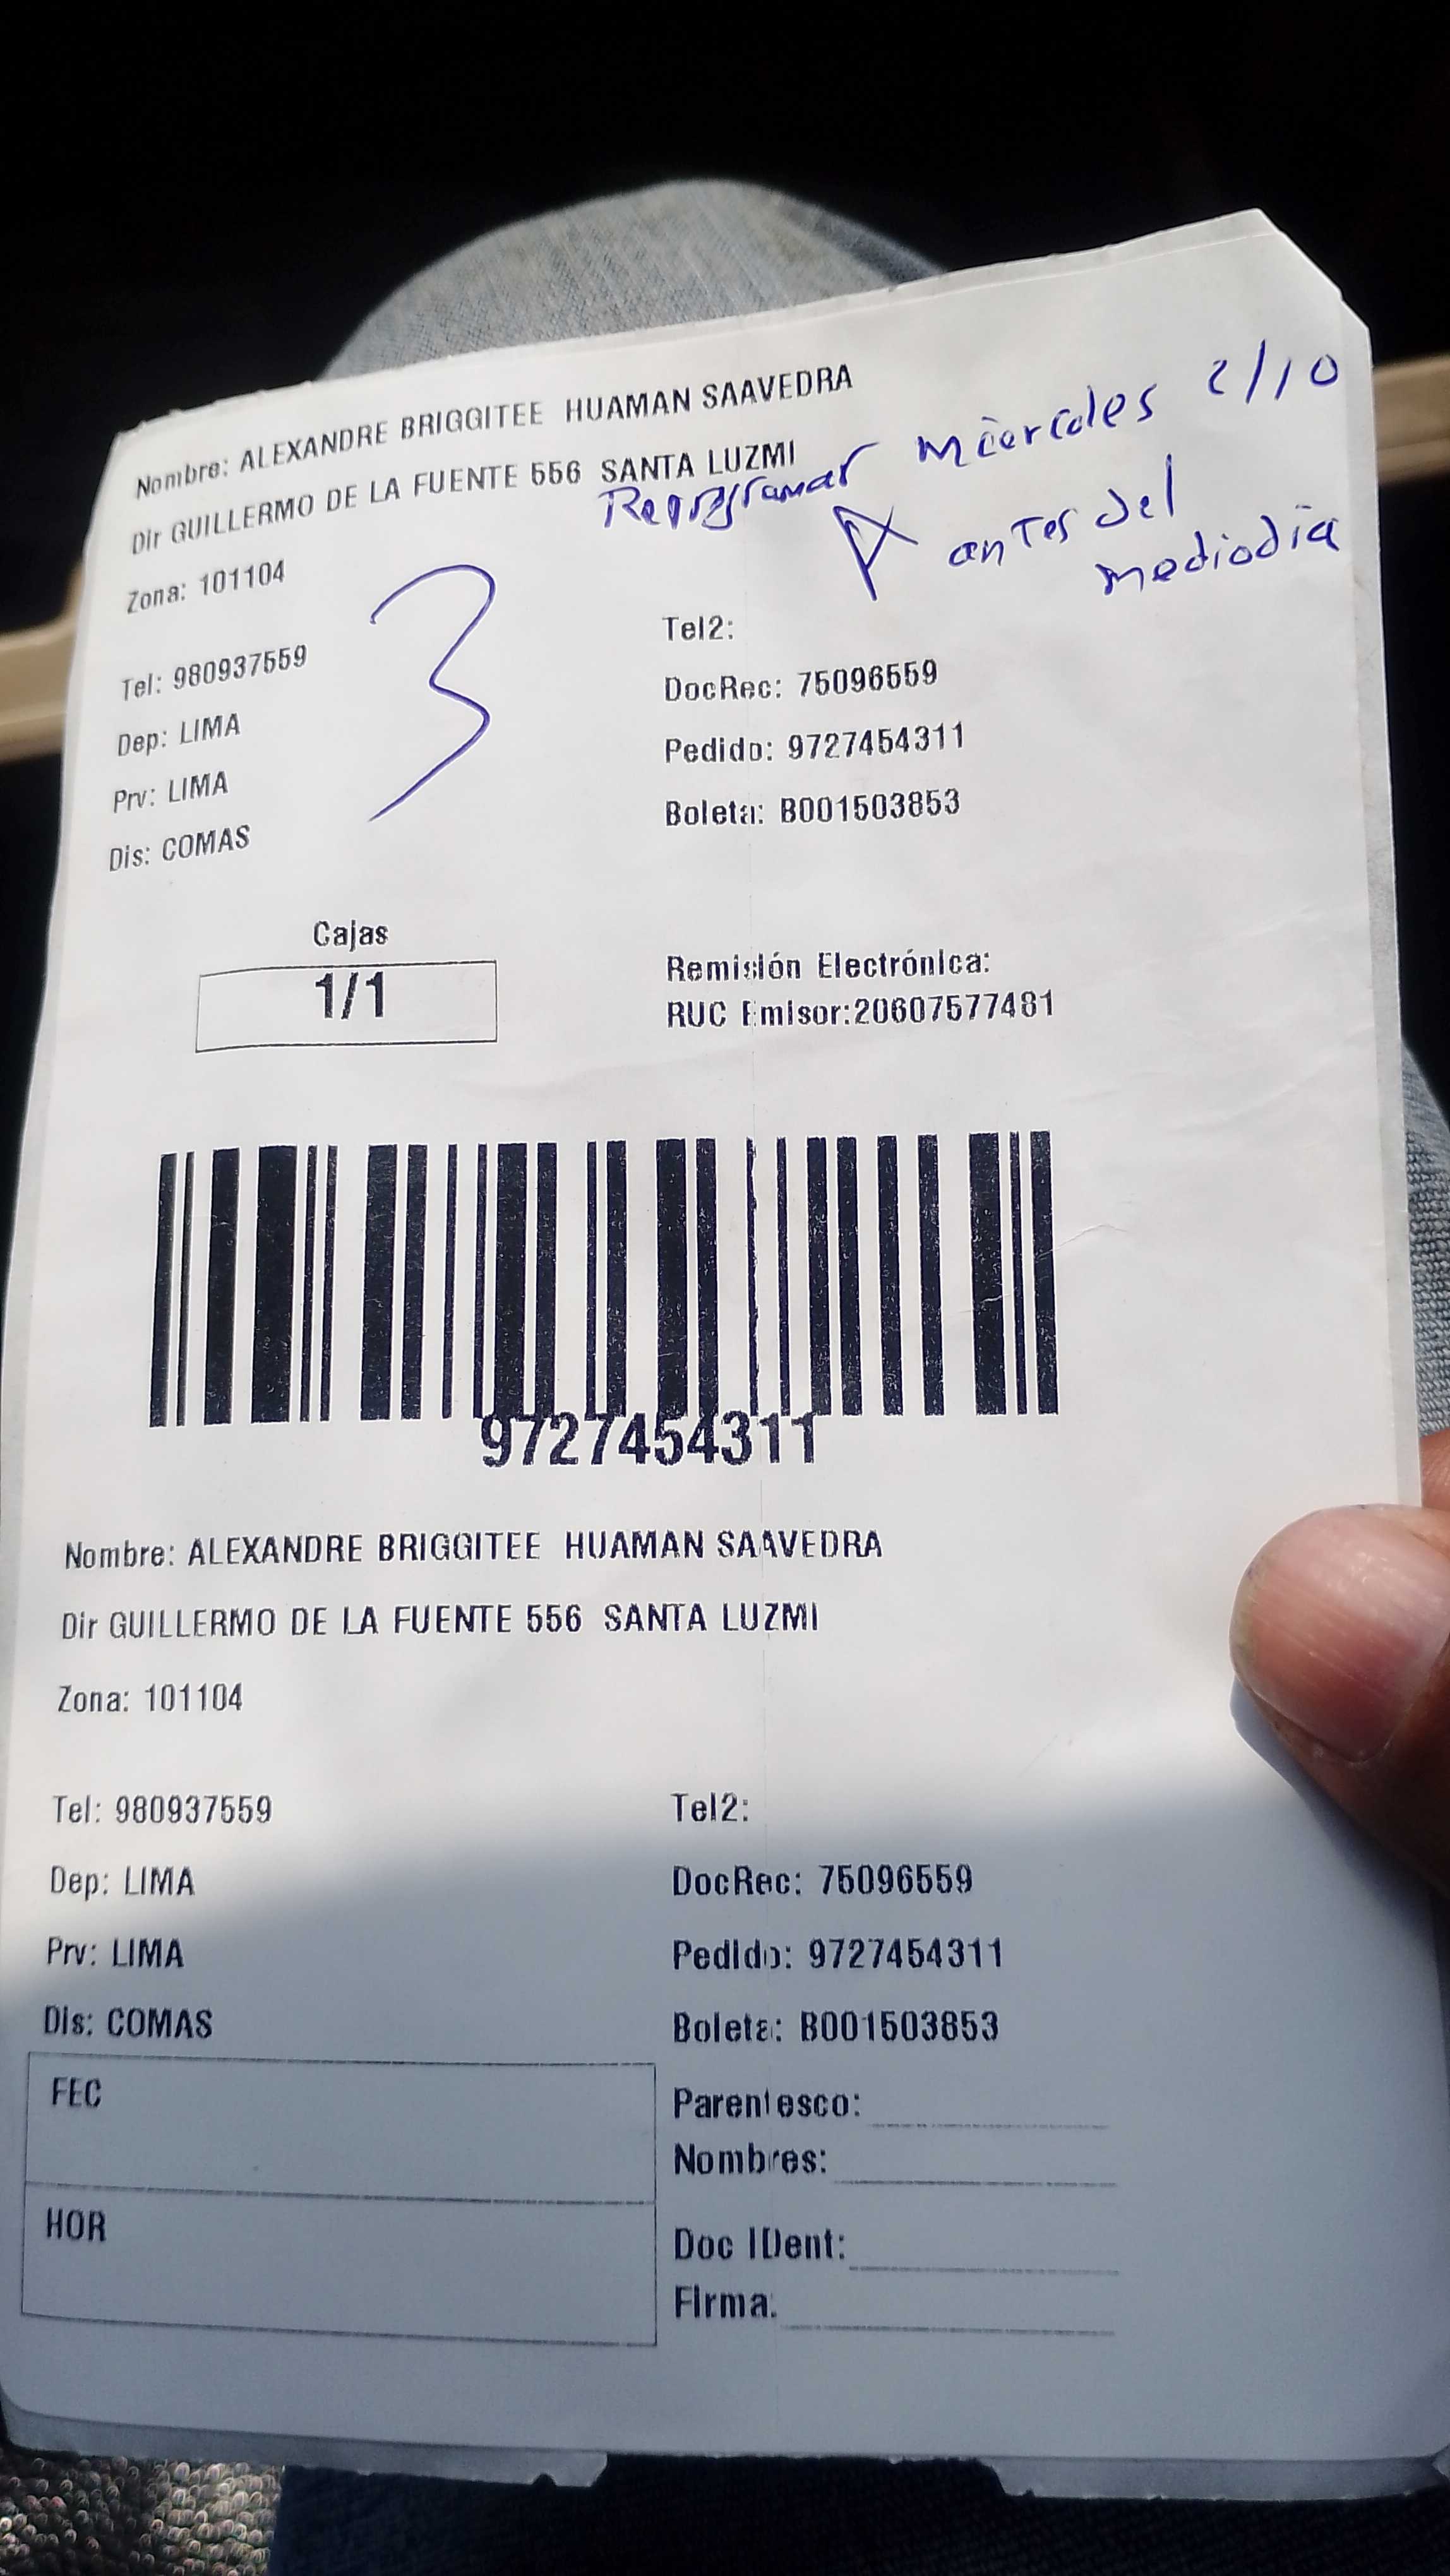 Nombre: ALEXANDRE BRIGGITEE HUAMAN SAAVEDRA
Dir GUILLERMO DE LA FUENTE 556 SANTA LUZMI
Reprogramar miercoles 2/10
antes del
mediodia
Zona: 101104
3
Tel: 980937559
Tel2:
Dep: LIMA
DocRec: 75096559
Prv: LIMA
Pedido: 9727454311
Dis: COMAS
Boleta: B001503853
Cajas
1/1
Remisión Electrónica:
RUC Emisor:20607577481
9727454311
Nombre: ALEXANDRE BRIGGITEE HUAMAN SAAVEDRA
Dir GUILLERMO DE LA FUENTE 556 SANTA LUZMI
Zona: 101104
Tel: 980937559
Tel2:
Dep: LIMA
DocRec: 75096559
Prv: LIMA
Pedido: 9727454311
Dis: COMAS
Boleta: B001503853
FEC
Parentesco:
Nombres:
HOR
Doc IDent:
Firma: